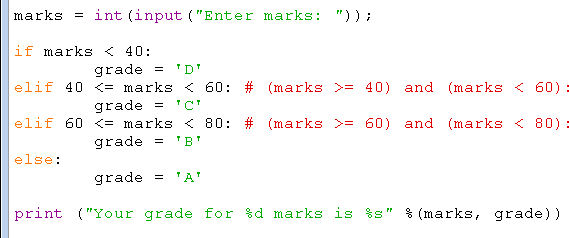 marks = int(input("Enter marks: "));
if marks < 40:
grade = 'D'
elif 40 <= marks < 60: # (marks >= 40) and (marks < 60):
grade = 'C'
elif 60 <= marks < 80: # (marks >= 60) and (marks < 80):
grade = 'B'
else:
grade = 'A'
print ("Your grade for %d marks is %s" %(marks, grade))